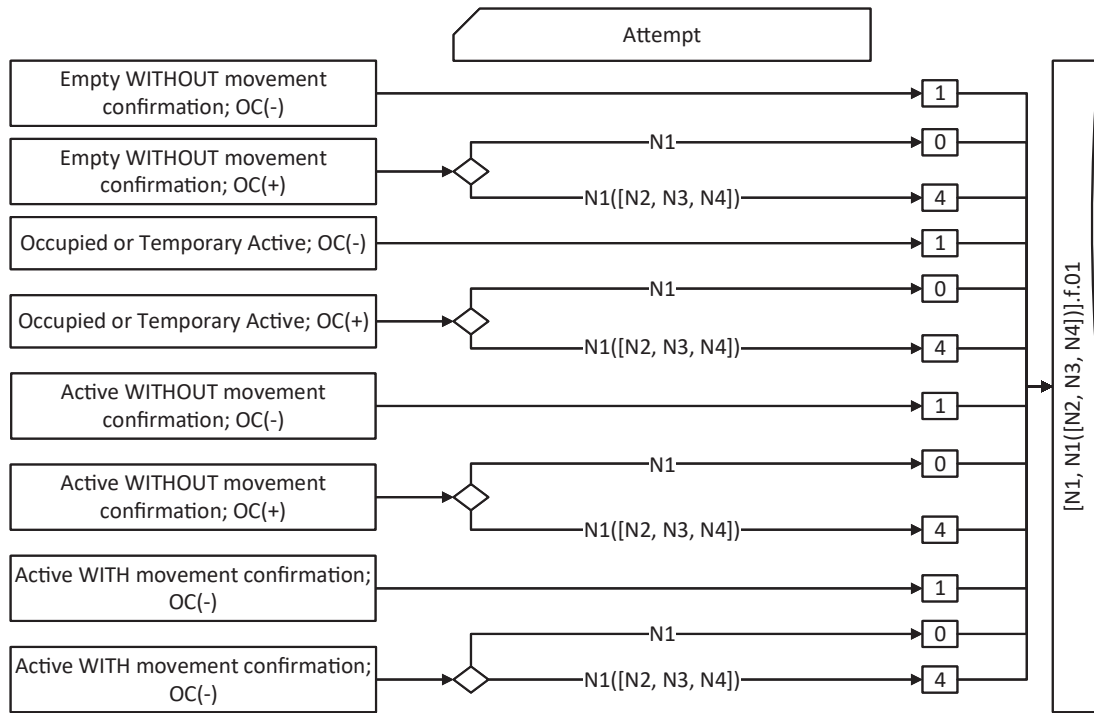 Attempt
Empty WITHOUT movement
confirmation; OC(-)
1
Empty WITHOUT movement
confirmation; OC(+)
N1
0
N1([N2, N3, N4])
4
Occupied or Temporary Active; OC(-)
1
Occupied or Temporary Active; OC(+)
N1
0
N1([N2, N3, N4])
4
Active WITHOUT movement
confirmation; OC(-)
1
Active WITHOUT movement
confirmation; OC(+)
N1
0
N1([N2, N3, N4])
4
Active WITH movement confirmation;
OC(-)
1
Active WITH movement confirmation;
OC(-)
N1
0
N1([N2, N3, N4])
4
[N1, N1([N2, N3, N4])].f.01